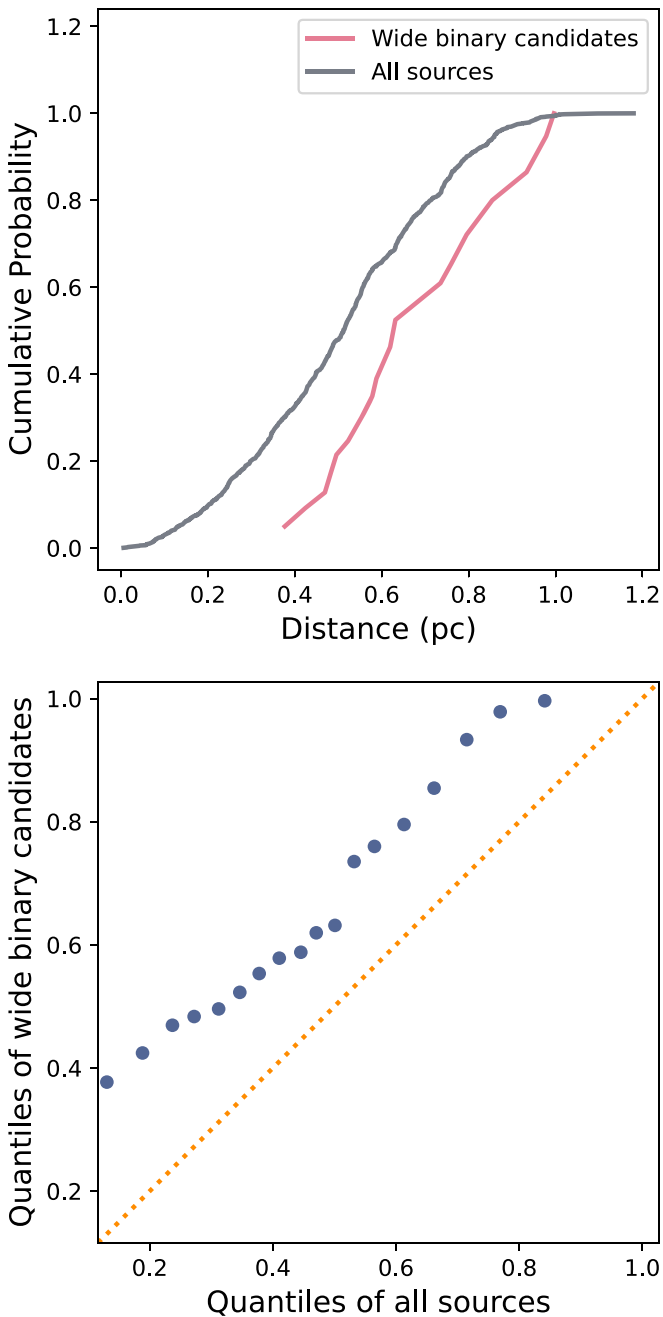 1.2
1.0
0.8
0.6
0.4
0.2
0.0
Cumulative Probability
Wide binary candidates
All sources
0.0 0.2 0.4 0.6 0.8 1.0 1.2
Distance (pc)
1.0
0.8
0.6
0.4
0.2
Quantiles of wide binary candidates
0.2 0.4 0.6 0.8 1.0
Quantiles of all sources